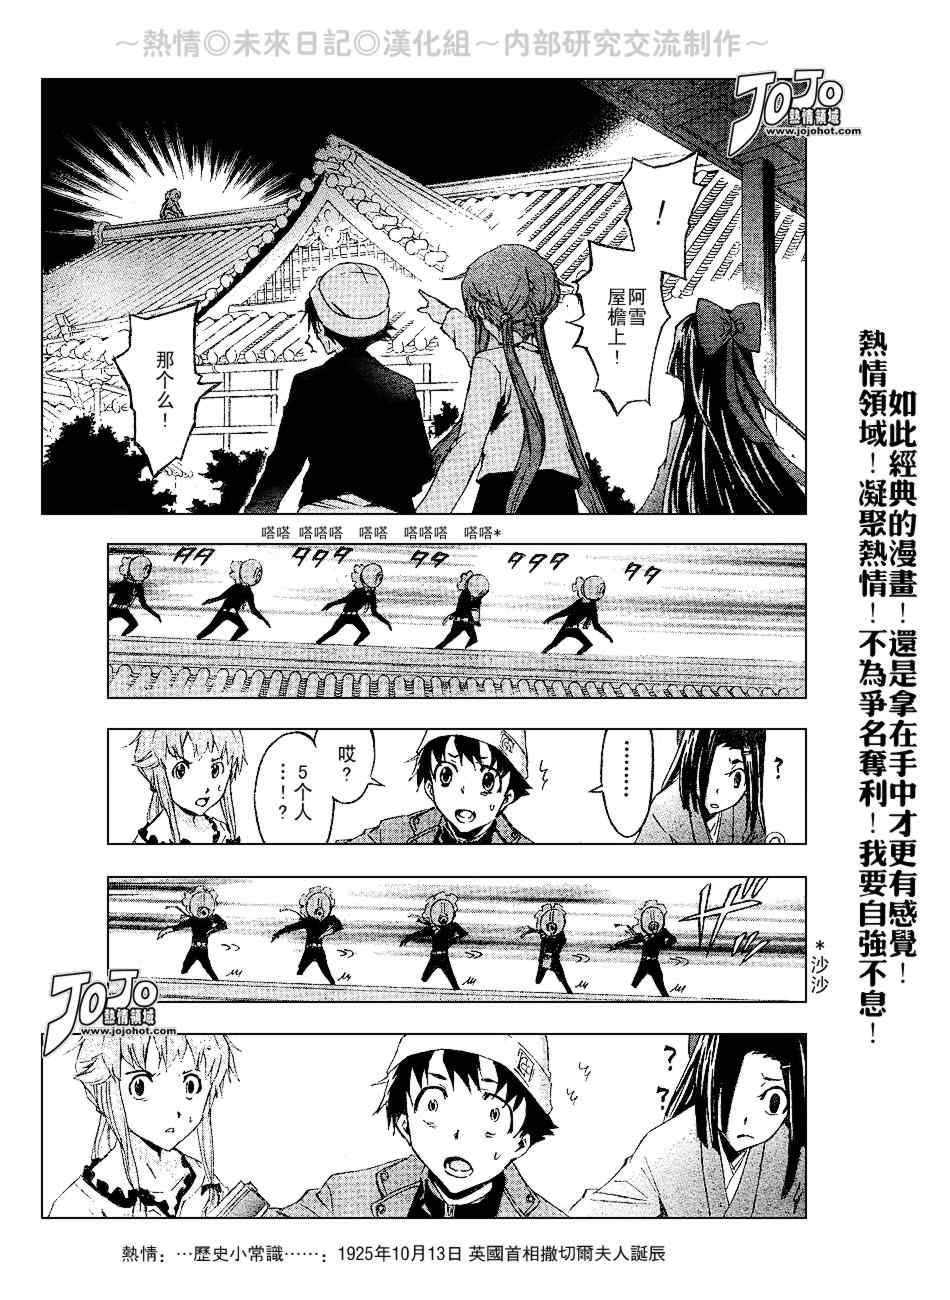 ～熱情◎未來日記◎漢化組～内部研究交流制作～
JOJO
熱情領域
www.jojohot.com
！
阿雪
屋檐上！
那个么！
嗒嗒 嗒嗒嗒 嗒嗒 嗒嗒嗒 嗒嗒*
タタ タタタ タタタ タタ タタタ タタ
……
？
哎？
5个人
…！？
ザザ
*沙沙
JOJO
熱情領域
www.jojohot.com
？
？
如此經典的漫畫！還是拿在手中才更有感覺！
熱情領域！凝聚熱情！不為爭名奪利！我要自強不息！
熱情：…歷史小常識……：1925年10月13日 英國首相撒切爾夫人誕辰